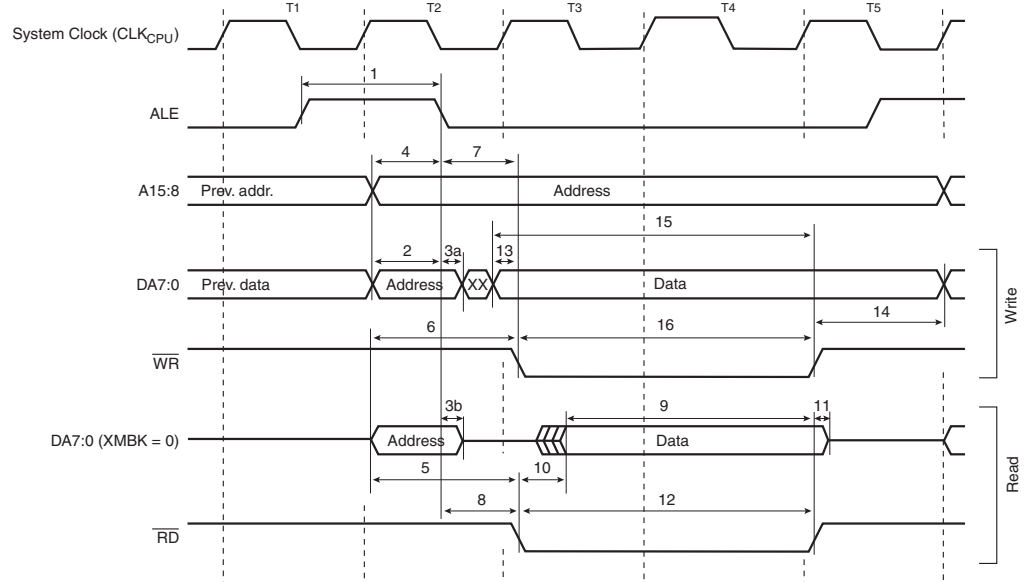 T1 T2 T3 T4 T5
System Clock (CLKCPU)
1
ALE
4 7
A15:8 Prev. addr. Address
15
2 3a 13
DA7:0 Prev. data Address XX Data
Write
14
6 16
WR
3b 9 11
DA7:0 (XMBK = 0) Address Data
Read
5 10
8 12
RD